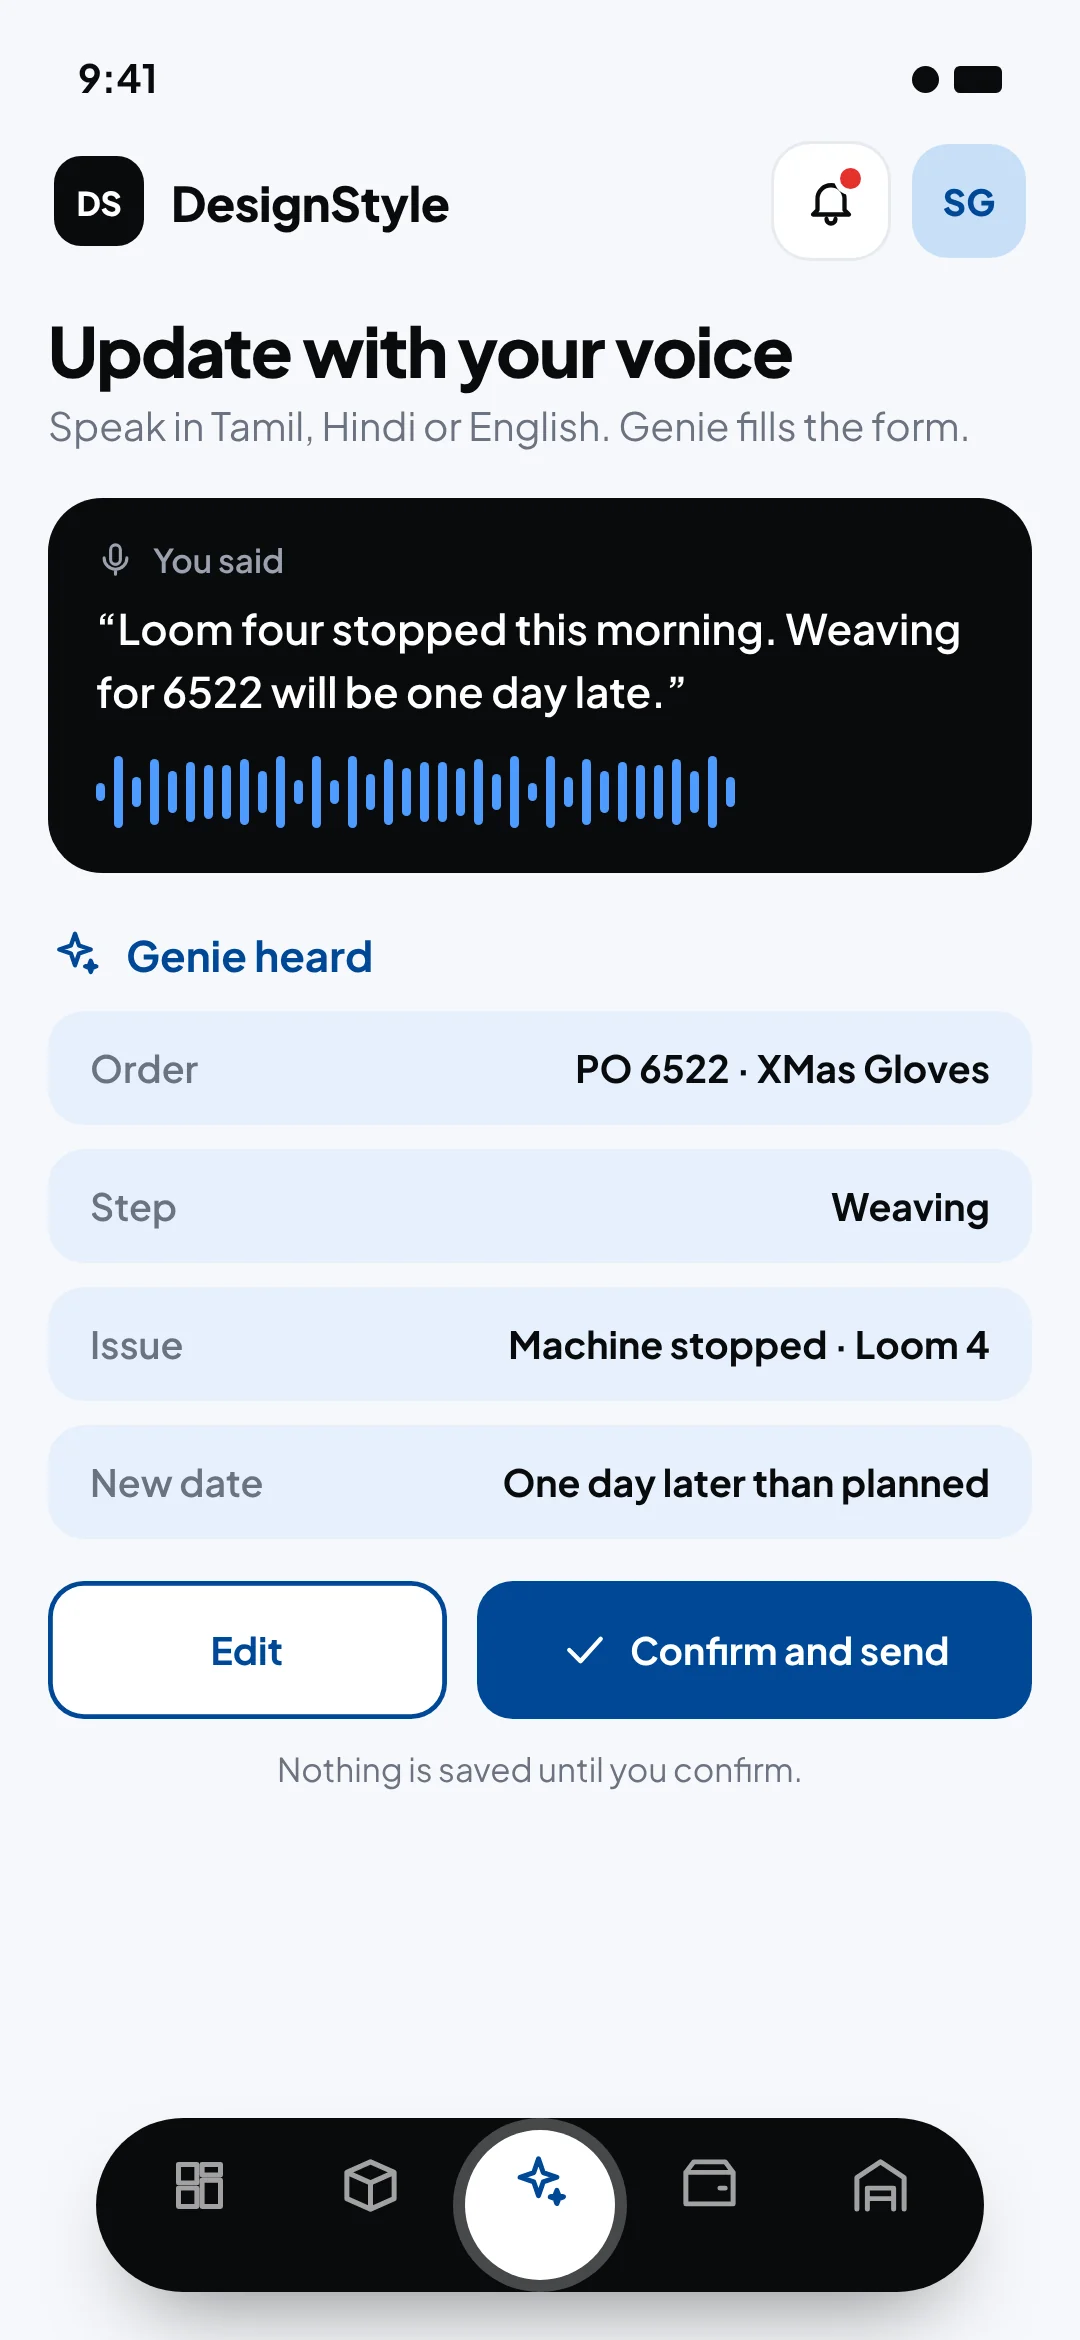 9:41
DS
DesignStyle
SG
Update with your voice
Speak in Tamil, Hindi or English. Genie fills the form.
You said
“Loom four stopped this morning. Weaving
for 6522 will be one day late.”
Genie heard
Order
PO 6522 · XMas Gloves
Step
Weaving
Issue
Machine stopped · Loom 4
New date
One day later than planned
Edit
Confirm and send
Nothing is saved until you confirm.